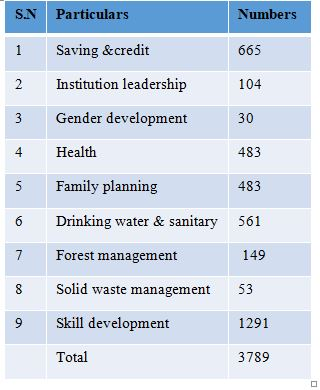 S.N Particulars Numbers
1 Saving &credit 665
2 Institution leadership 104
3 Gender development 30
4 Health 483
5 Family planning 483
6 Drinking water & sanitary 561
7 Forest management 149
8 Solid waste management 53
9 Skill development 1291
Total 3789